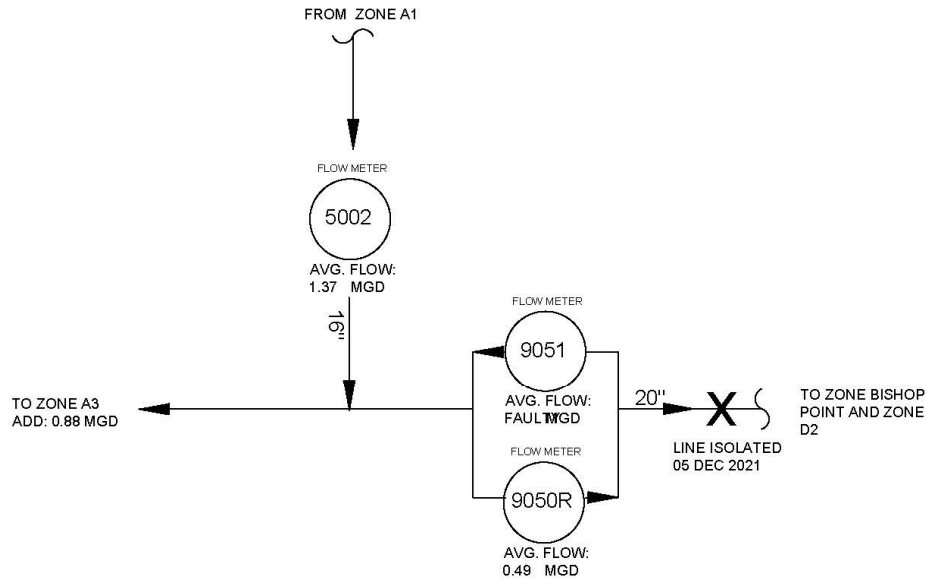 FROM ZONE A1
FLOW METER
5002
AVG. FLOW:
1.37 MGD
16"
FLOW METER
9051
AVG. FLOW:
FAULTY MGD
TO ZONE A3
ADD: 0.88 MGD
20"
TO ZONE BISHOP
POINT AND ZONE
D2
LINE ISOLATED
05 DEC 2021
FLOW METER
9050R
AVG. FLOW:
0.49 MGD